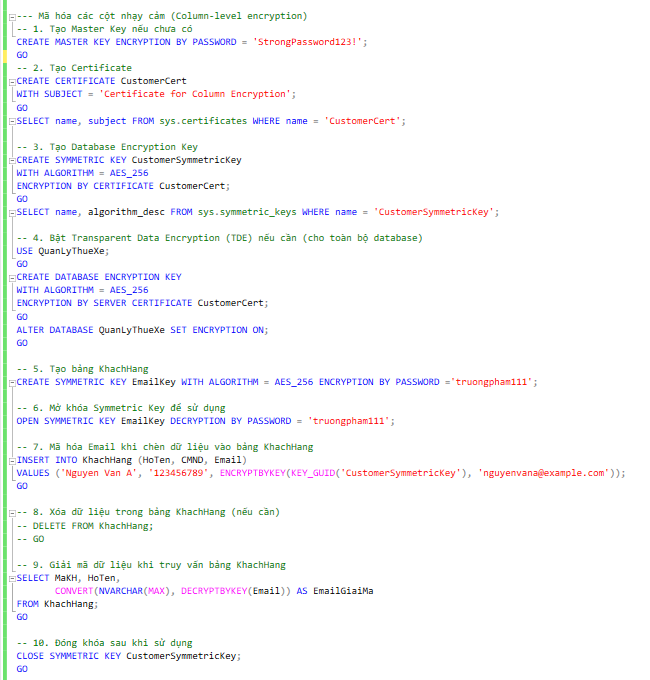 --- Mã hóa các cột nhạy cảm (Column-level encryption)
-- 1. Tạo Master Key nếu chưa có
CREATE MASTER KEY ENCRYPTION BY PASSWORD = 'StrongPassword123!';
GO
-- 2. Tạo Certificate
CREATE CERTIFICATE CustomerCert
WITH SUBJECT = 'Certificate for Column Encryption';
GO
SELECT name, subject FROM sys.certificates WHERE name = 'CustomerCert';
-- 3. Tạo Database Encryption Key
CREATE SYMMETRIC KEY CustomerSymmetricKey
WITH ALGORITHM = AES_256
ENCRYPTION BY CERTIFICATE CustomerCert;
GO
SELECT name, algorithm_desc FROM sys.symmetric_keys WHERE name = 'CustomerSymmetricKey';
-- 4. Bật Transparent Data Encryption (TDE) nếu cần (cho toàn bộ database)
USE QuanLyThueXe;
GO
CREATE DATABASE ENCRYPTION KEY
WITH ALGORITHM = AES_256
ENCRYPTION BY SERVER CERTIFICATE CustomerCert;
GO
ALTER DATABASE QuanLyThueXe SET ENCRYPTION ON;
GO
-- 5. Tạo bảng KhachHang
CREATE SYMMETRIC KEY EmailKey WITH ALGORITHM = AES_256 ENCRYPTION BY PASSWORD ='truongpham111';
-- 6. Mở khóa Symmetric Key để sử dụng
OPEN SYMMETRIC KEY EmailKey DECRYPTION BY PASSWORD = 'truongpham111';
-- 7. Mã hóa Email khi chèn dữ liệu vào bảng KhachHang
INSERT INTO KhachHang (HoTen, CMND, Email)
VALUES ('Nguyen Van A', '123456789', ENCRYPTBYKEY(KEY_GUID('CustomerSymmetricKey'), 'nguyenvana@example.com'));
GO
-- 8. Xóa dữ liệu trong bảng KhachHang (nếu cần)
-- DELETE FROM KhachHang;
-- GO
-- 9. Giải mã dữ liệu khi truy vấn bảng KhachHang
SELECT MaKH, HoTen,
CONVERT(NVARCHAR(MAX), DECRYPTBYKEY(Email)) AS EmailGiaiMa
FROM KhachHang;
GO
-- 10. Đóng khóa sau khi sử dụng
CLOSE SYMMETRIC KEY CustomerSymmetricKey;
GO